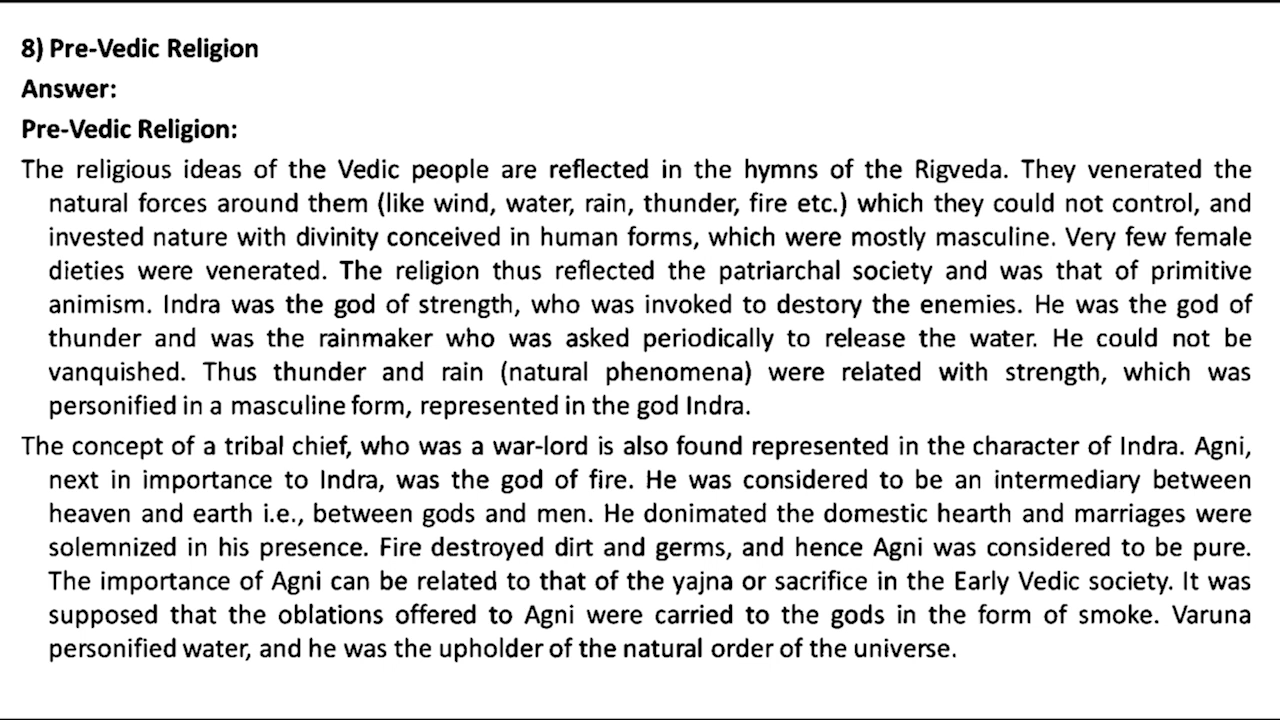 8) Pre-Vedic Religion
Answer:
Pre-Vedic Religion:
The religious ideas of the Vedic people are reflected in the hymns of the Rigveda. They venerated the
natural forces around them (like wind, water, rain, thunder, fire etc.) which they could not control, and
invested nature with divinity conceived in human forms, which were mostly masculine. Very few female
dieties were venerated. The religion thus reflected the patriarchal society and was that of primitive
animism. Indra was the god of strength, who was invoked to destory the enemies. He was the god of
thunder and was the rainmaker who was asked periodically to release the water. He could not be
vanquished. Thus thunder and rain (natural phenomena) were related with strength, which was
personified in a masculine form, represented in the god Indra.
The concept of a tribal chief, who was a war-lord is also found represented in the character of Indra. Agni,
next in importance to Indra, was the god of fire. He was considered to be an intermediary between
heaven and earth i.e., between gods and men. He donimated the domestic hearth and marriages were
solemnized in his presence. Fire destroyed dirt and germs, and hence Agni was considered to be pure.
The importance of Agni can be related to that of the yajna or sacrifice in the Early Vedic society. It was
supposed that the oblations offered to Agni were carried to the gods in the form of smoke. Varuna
personified water, and he was the upholder of the natural order of the universe.